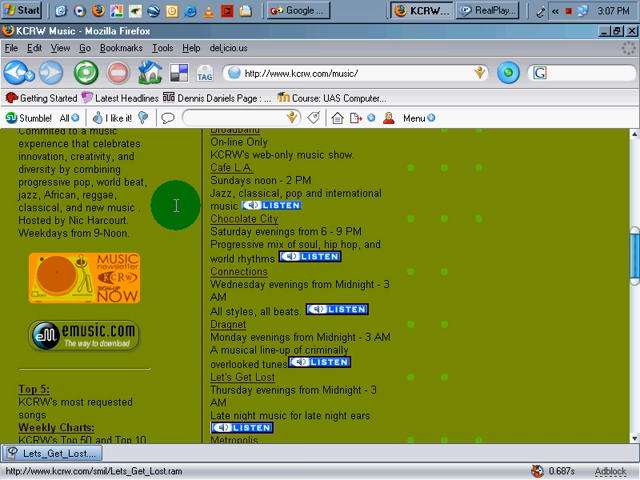 Start
Google ...
KCRW...
RealPlay...
3:07 PM
KCRW Music - Mozilla Firefox
File Edit View Go Bookmarks Tools Help del.icio.us
TAG
http://www.kcrw.com/music/
G
Getting Started Latest Headlines Dennis Daniels Page : ... Course: UAS Computer...
Stumble! All I like it! Menu
Commited to a music
experience that celebrates
innovation, creativity, and
diversity by combining
progressive pop, world beat,
jazz, African, reggae,
classical, and new music .
Hosted by Nic Harcourt.
Weekdays from 9-Noon.
MUSIC
newsletter
KCRW
SIGN-UP
NOW
eM
emusic.com
The way to download
Top 5:
KCRW's most requested
songs
Weekly Charts:
KCRW's Top 50 and Top 10
Broadband
On-line Only
KCRW's web-only music show.
Cafe L.A.
Sundays noon - 2 PM
Jazz, classical, pop and international
music LISTEN
Chocolate City
Saturday evenings from 6 - 9 PM
Progressive mix of soul, hip hop, and
world rhythms LISTEN
Connections
Wednesday evenings from Midnight - 3
AM
All styles, all beats. LISTEN
Dragnet
Monday evenings from Midnight - 3 AM
A musical line-up of criminally
overlooked tunes LISTEN
Let's Get Lost
Thursday evenings from Midnight - 3
AM
Late night music for late night ears
LISTEN
Metropolis
Lets_Get_Lost....
http://www.kcrw.com/smil/Lets_Get_Lost.ram
0.687s Adblock